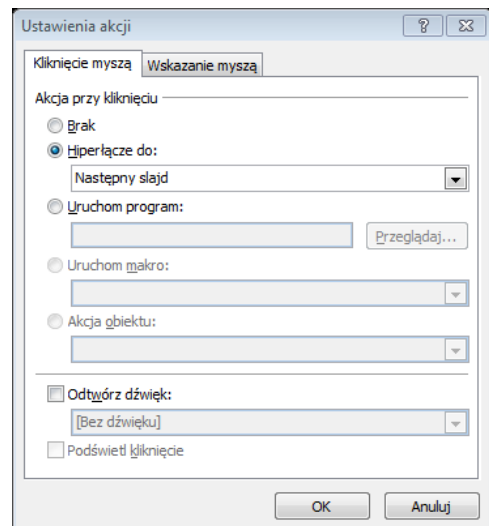 Ustawienia akcji
Kliknięcie myszą Wskazanie myszą
Akcja przy kliknięciu
Brak
Hiperłącze do:
Następny slajd
Uruchom program:
Przeglądaj...
Uruchom makro:
Akcja obiektu:
Odtwórz dźwięk:
[Bez dźwięku]
Podświetl kliknięcie
OK Anuluj